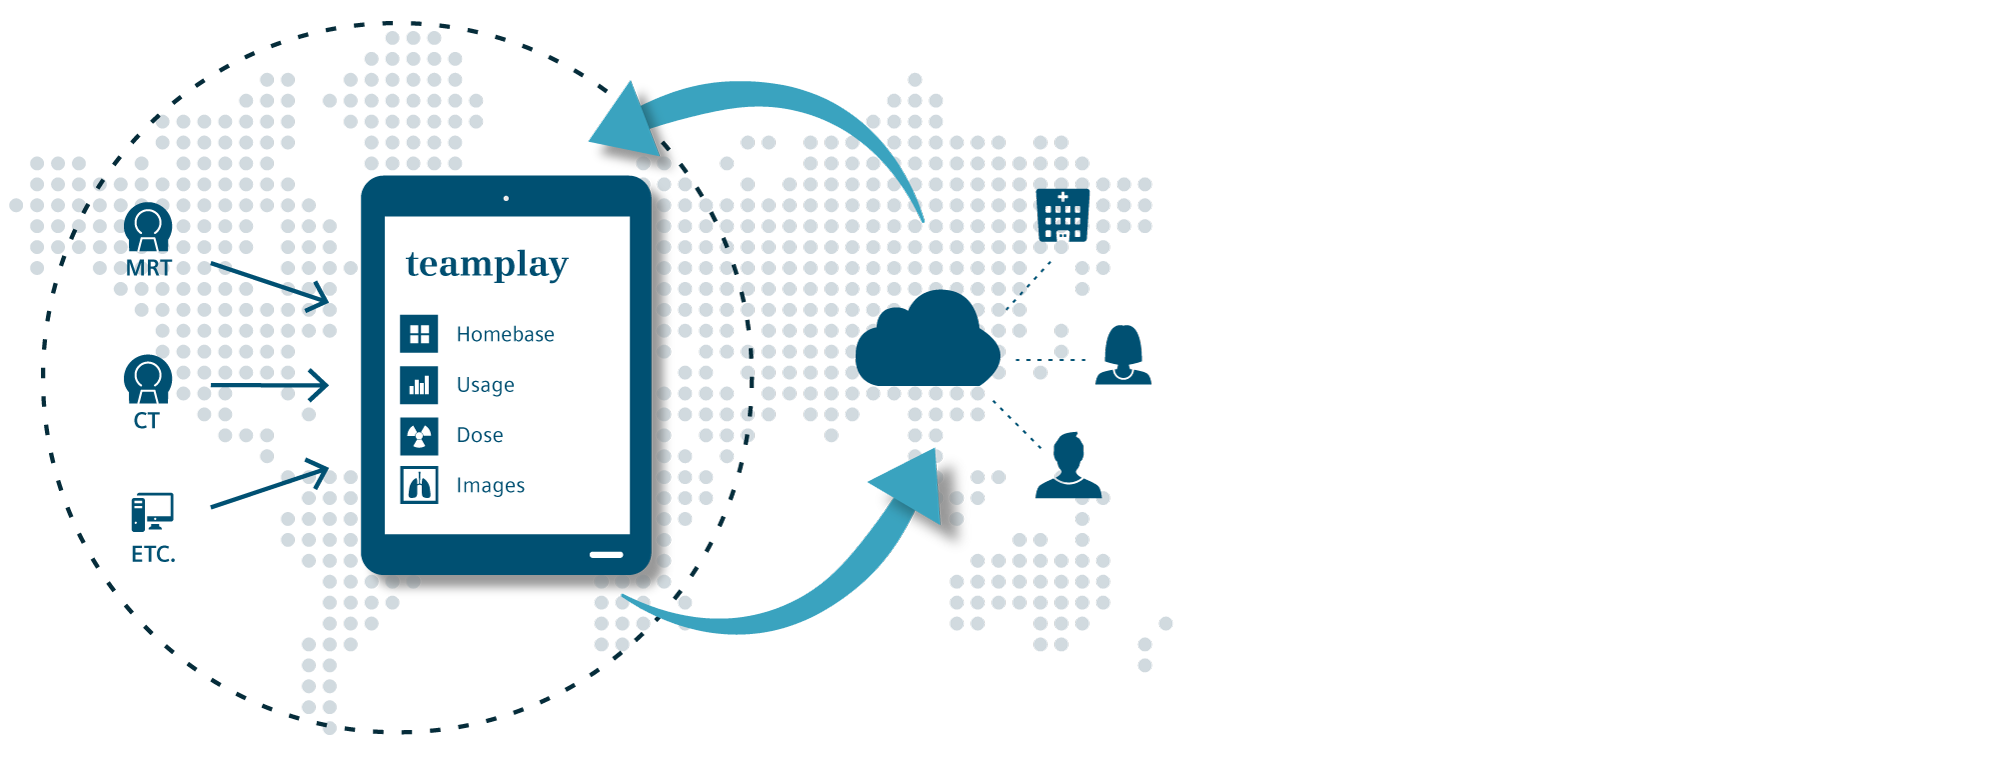 MRT
CT
ETC.
teamplay
Homebase
Usage
Dose
Images